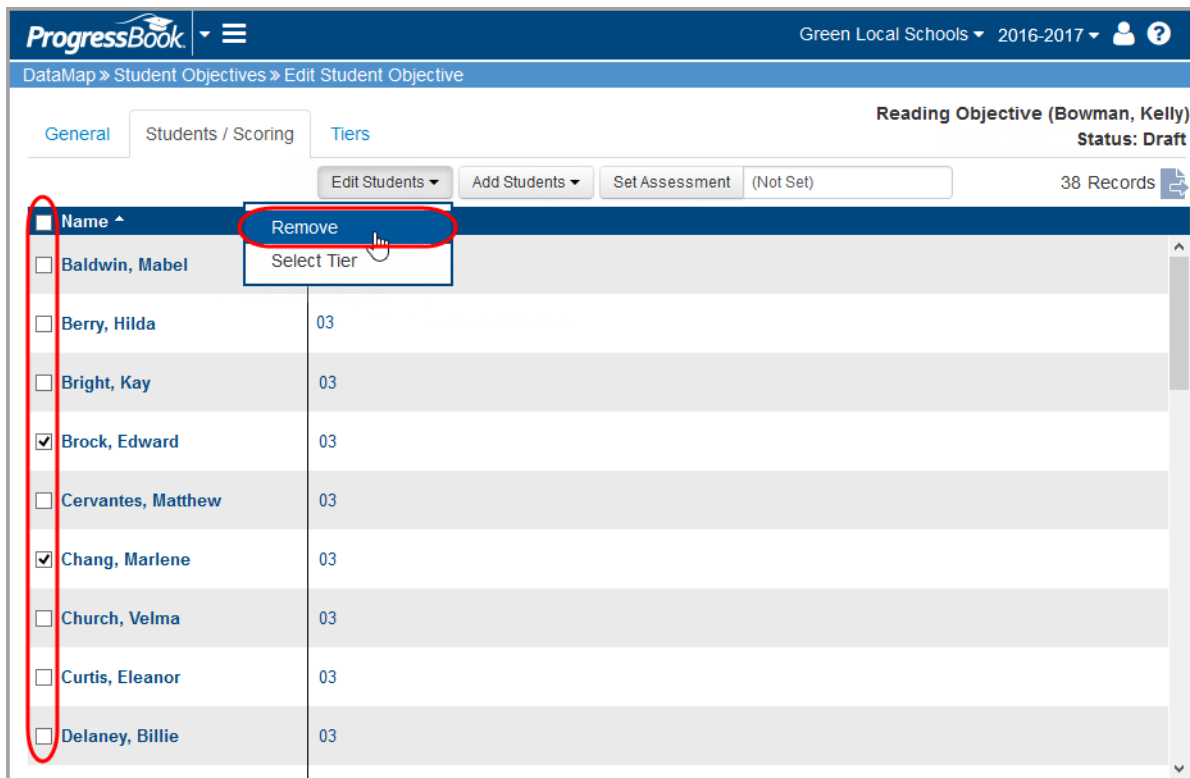 ProgressBook Green Local Schools 2016-2017 ?
DataMap » Student Objectives » Edit Student Objective
Reading Objective (Bowman, Kelly)
General Students / Scoring Tiers
Status: Draft
Edit Students Add Students Set Assessment (Not Set) 38 Records
Name
Remove
Select Tier
Baldwin, Mabel
Berry, Hilda 03
Bright, Kay 03
Brock, Edward 03
Cervantes, Matthew 03
Chang, Marlene 03
Church, Velma 03
Curtis, Eleanor 03
Delaney, Billie 03